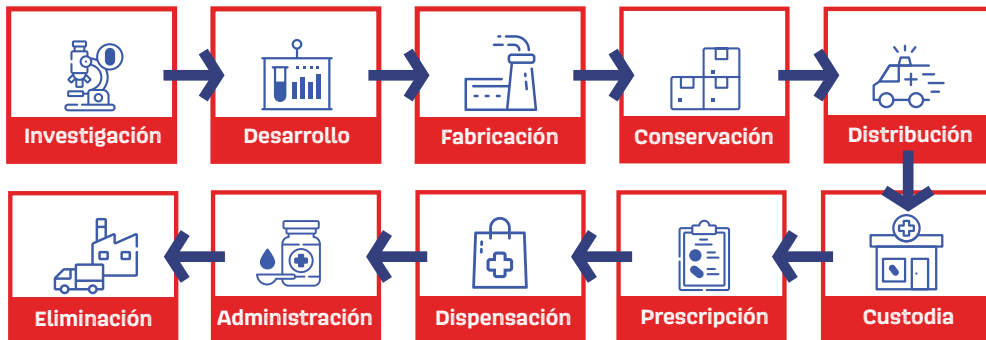 Investigación
Desarrollo
Fabricación
Conservación
Distribución
Custodia
Prescripción
Dispensación
Administración
Eliminación